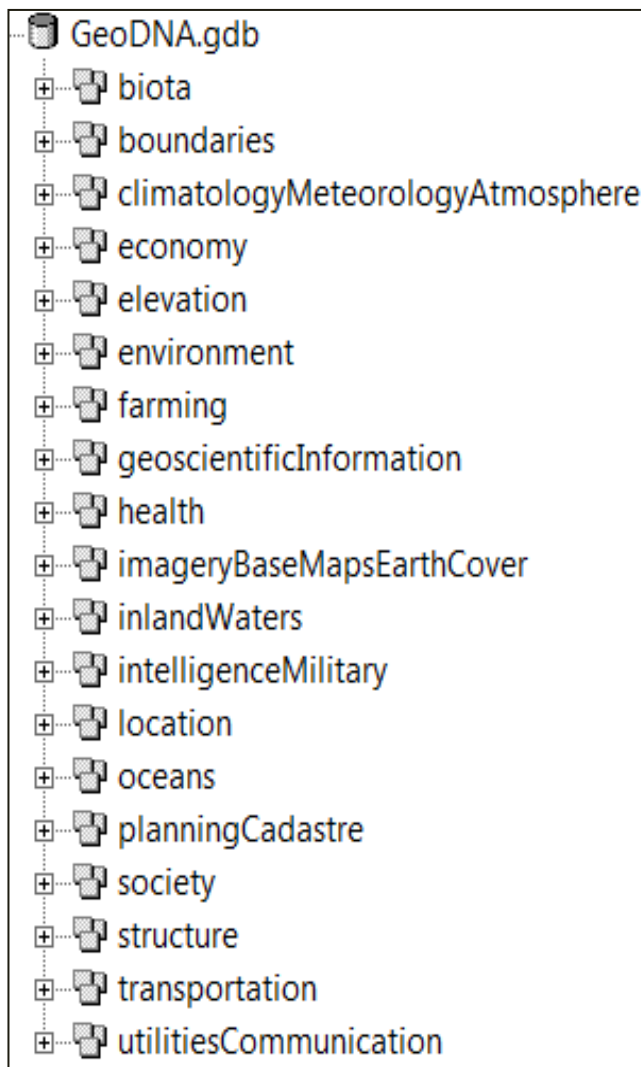 GeoDNA.gdb
biota
boundaries
climatologyMeteorologyAtmosphere
economy
elevation
environment
farming
geoscientificInformation
health
imageryBaseMapsEarthCover
inlandWaters
intelligenceMilitary
location
oceans
planningCadastre
society
structure
transportation
utilitiesCommunication